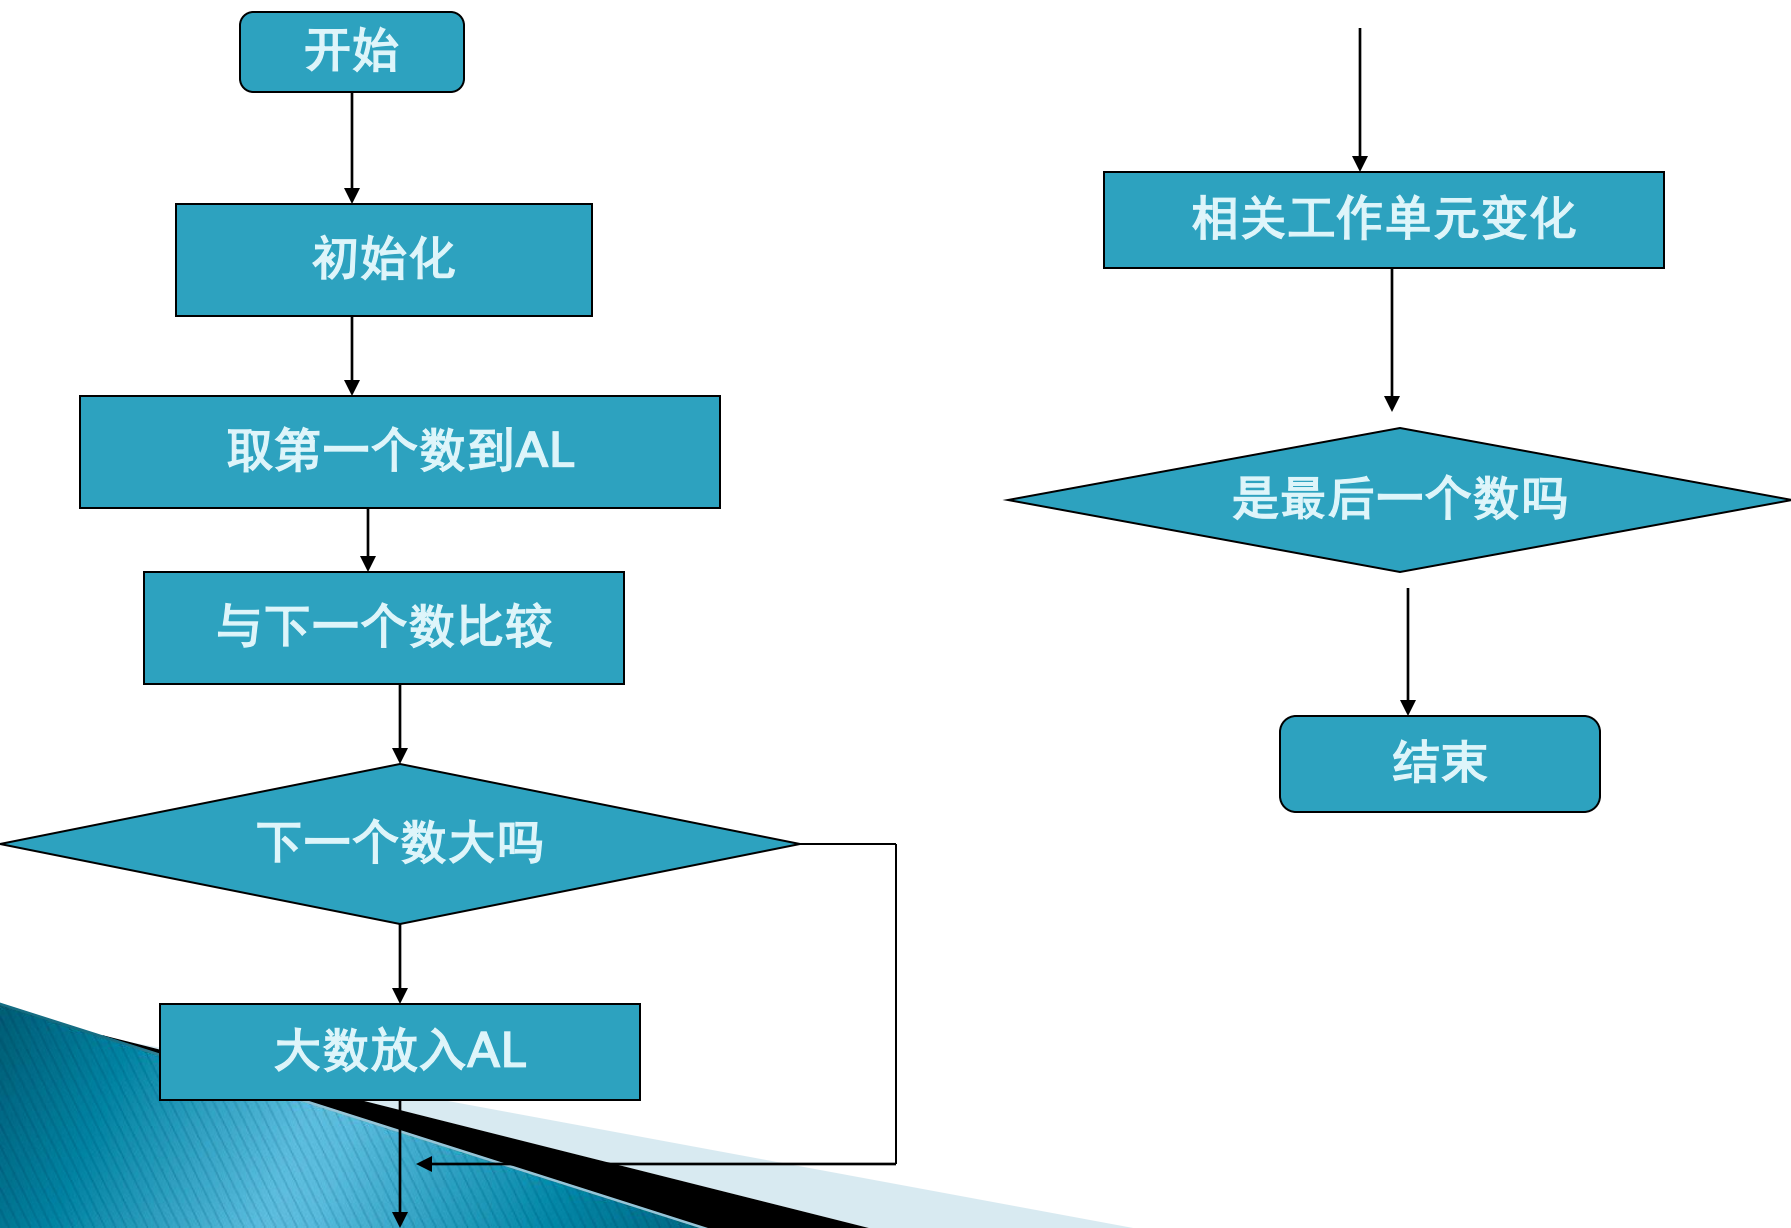 开始
初始化
取第一个数到AL
与下一个数比较
下一个数大吗
大数放入AL
相关工作单元变化
是最后一个数吗
结束